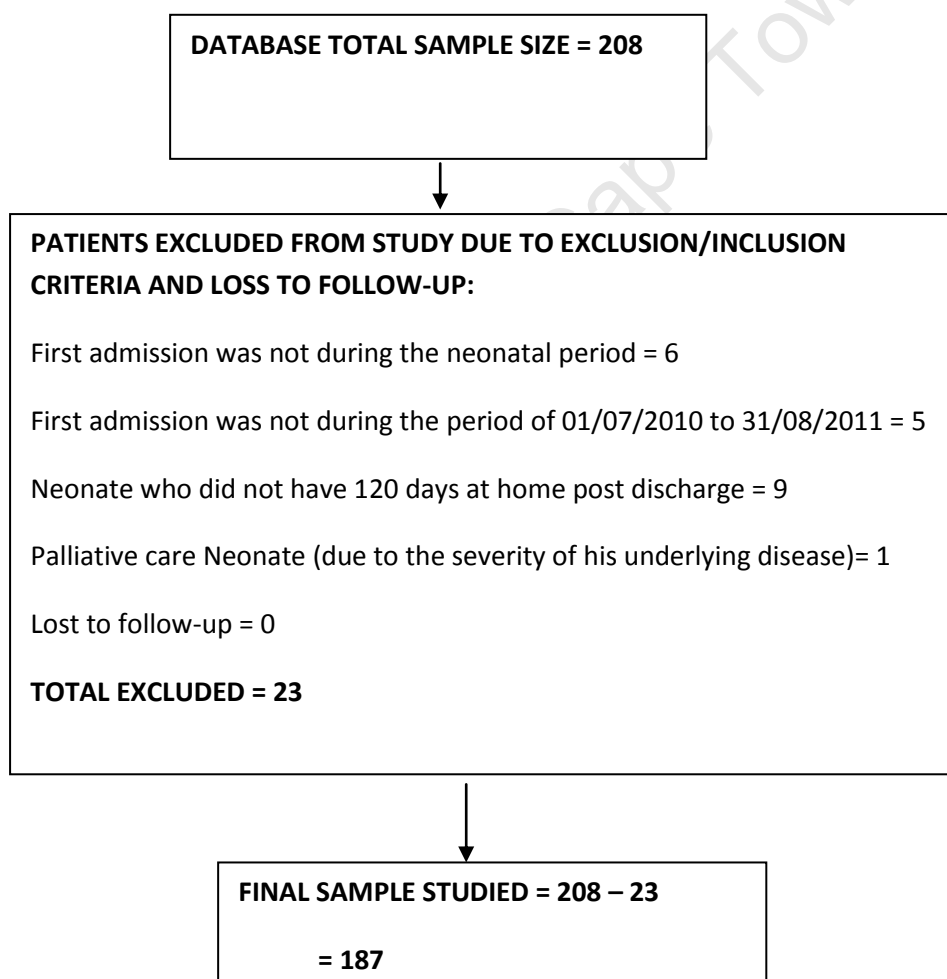 DATABASE TOTAL SAMPLE SIZE = 208
PATIENTS EXCLUDED FROM STUDY DUE TO EXCLUSION/INCLUSION
CRITERIA AND LOSS TO FOLLOW-UP:
First admission was not during the neonatal period = 6
First admission was not during the period of 01/07/2010 to 31/08/2011 = 5
Neonate who did not have 120 days at home post discharge = 9
Palliative care Neonate (due to the severity of his underlying disease)= 1
Lost to follow-up = 0
TOTAL EXCLUDED = 23
FINAL SAMPLE STUDIED = 208 – 23
= 187